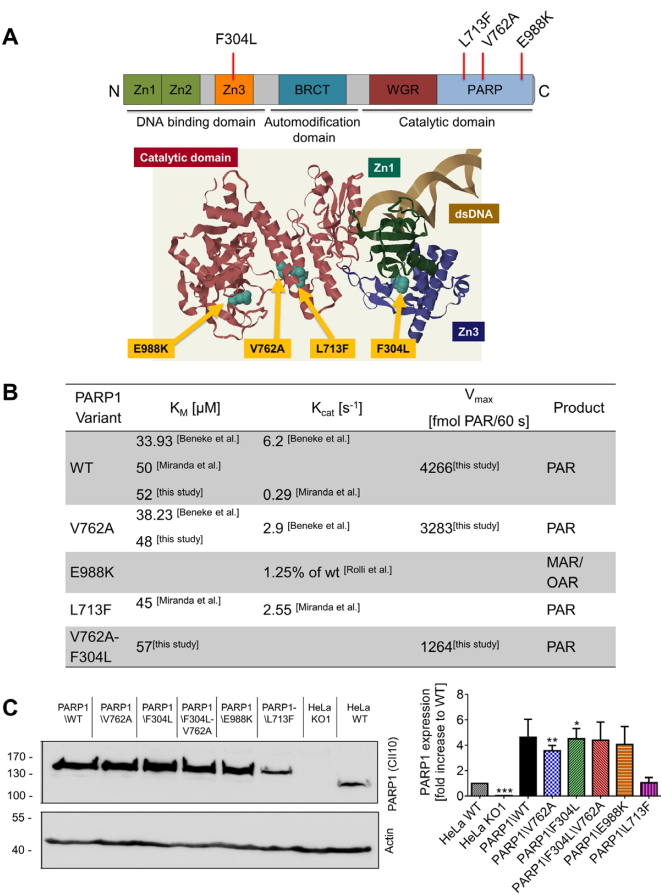 A
F304L
L713F
V762A
E988K
N
Zn1
Zn2
Zn3
BRCT
WGR
PARP
C
DNA binding domain
Automodification
domain
Catalytic domain
Catalytic domain
Zn1
dsDNA
Zn3
E988K
V762A
L713F
F304L
B
PARP1
Variant
KM [µM]
Kcat [s-1]
Vmax
[fmol PAR/60 s]
Product
WT
33.93 [Beneke et al.]
6.2 [Beneke et al.]
50 [Miranda et al.]
4266[this study]
PAR
52 [this study]
0.29 [Miranda et al.]
V762A
38.23 [Beneke et al.]
48 [this study]
2.9 [Beneke et al.]
3283[this study]
PAR
E988K
1.25% of wt [Rolli et al.]
MAR/
OAR
L713F
45 [Miranda et al.]
2.55 [Miranda et al.]
PAR
V762A-
F304L
57[this study]
1264[this study]
PAR
C
PARP1
\WT
PARP1
\V762A
PARP1
\F304L
PARP1
\F304L-
V762A
PARP1
\E988K
PARP1-
\L713F
HeLa
KO1
HeLa
WT
170 -
130 -
100 -
55 -
40 -
PARP1 (CII10)
Actin
PARP1 expression
[fold increase to WT]
8
6
4
2
0
***
**
*
HeLa WT
HeLa KO1
PARP1\WT
PARP1\V762A
PARP1\F304L
PARP1\F304L\V762A
PARP1\E988K
PARP1\L713F